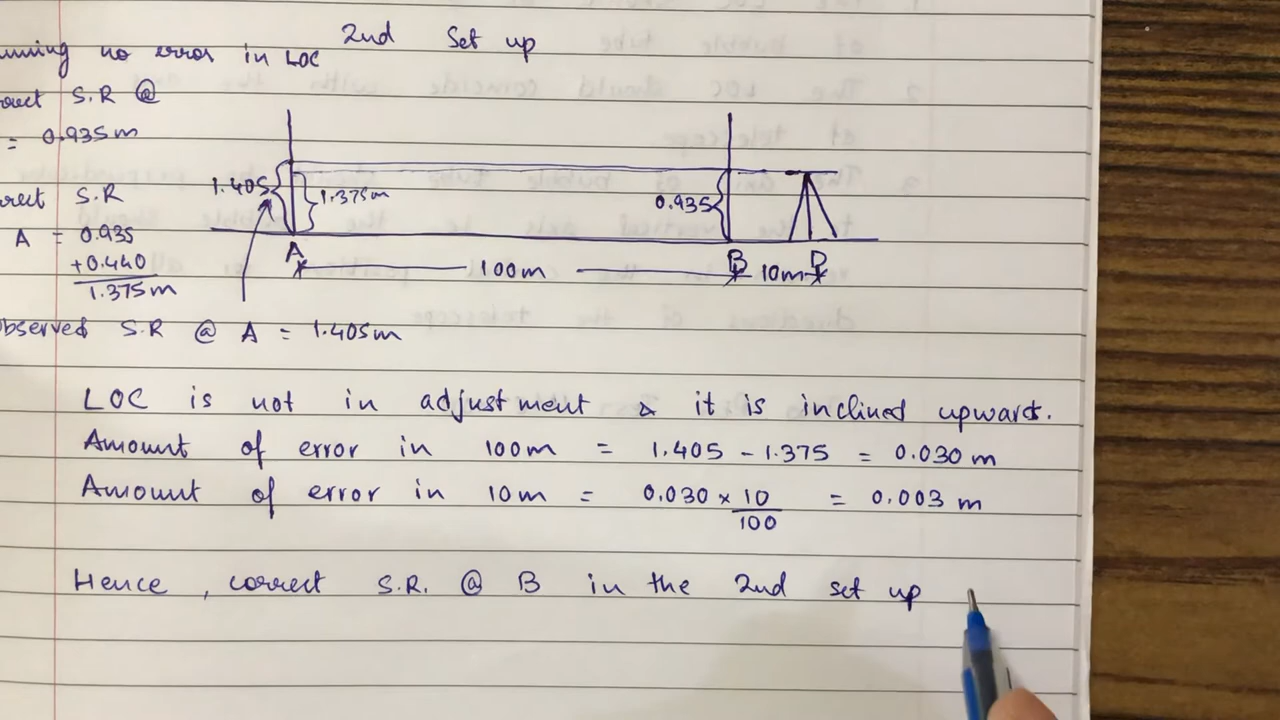 2nd Set up
uming no error in LOC
rrect S.R @
= 0.935m
rrect S.R
A = 0.935
+0.440
1.375m
1.405
1.375m
0.935
A
B
D
100m
10m
bserved S.R @ A = 1.405m
LOC is not in adjustment & it is inclined upwards.
Amount of error in 100m = 1.405 - 1.375 = 0.030 m
Amount of error in 10m = 0.030 × 10/100 = 0.003 m
Hence, correct S.R. @ B in the 2nd set up